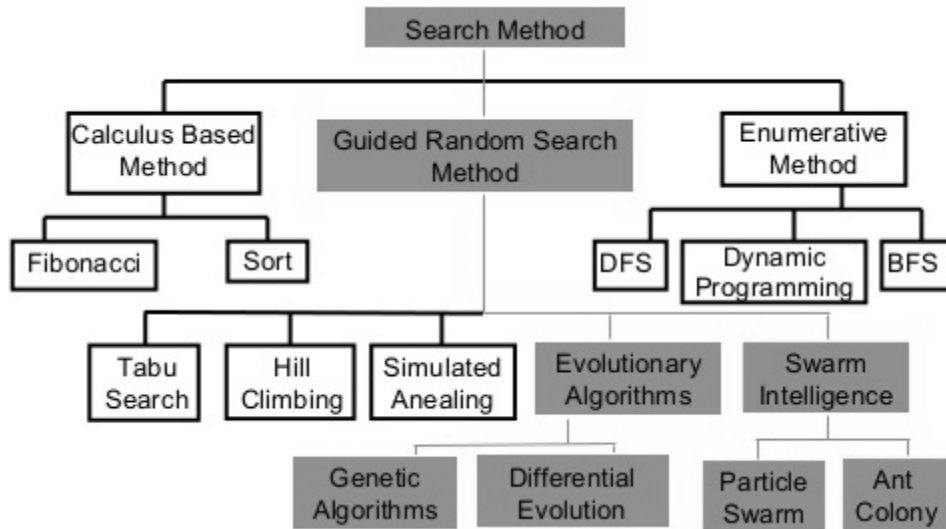 Search Method
Calculus Based
Method
Guided Random Search
Method
Enumerative
Method
Fibonacci
Sort
DFS
Dynamic
Programming
BFS
Tabu
Search
Hill
Climbing
Simulated
Anealing
Evolutionary
Algorithms
Swarm
Intelligence
Genetic
Algorithms
Differential
Evolution
Particle
Swarm
Ant
Colony